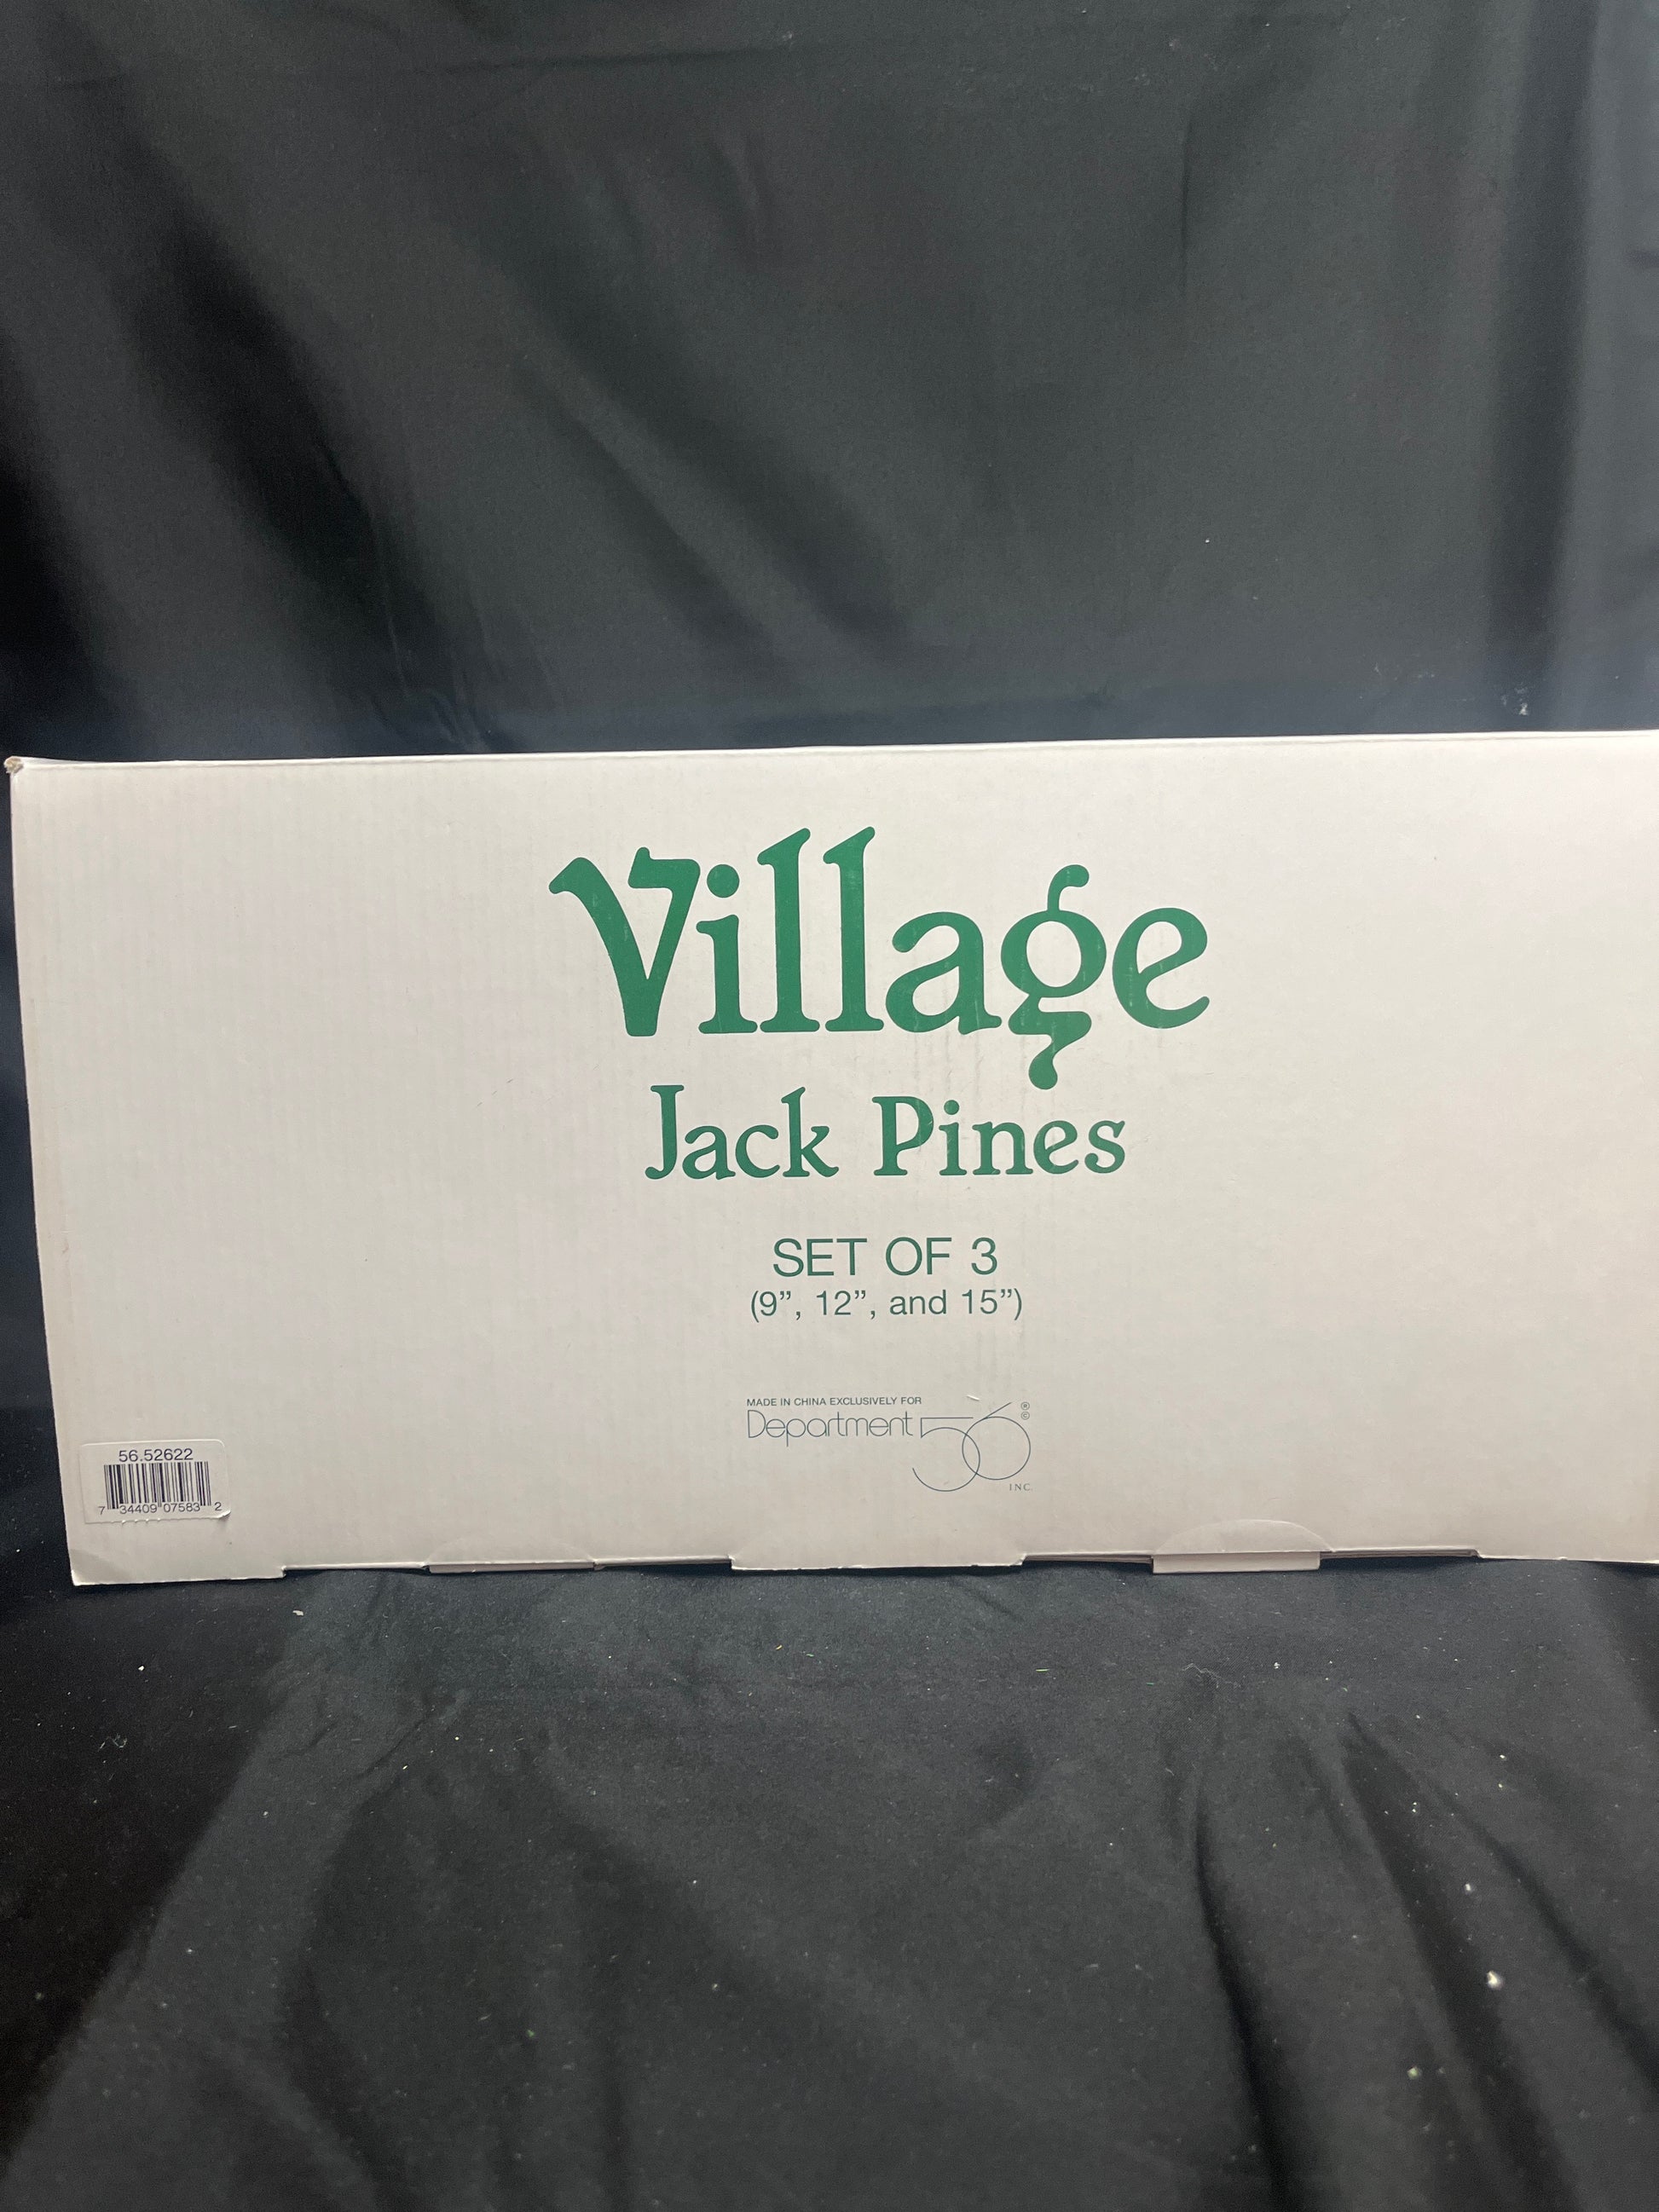 Village
Jack Pines
SET OF 3
(9”, 12”, and 15”)
MADE IN CHINA EXCLUSIVELY FOR
Department 56 ® ©
INC.
56.52622
7 34409 07583 2